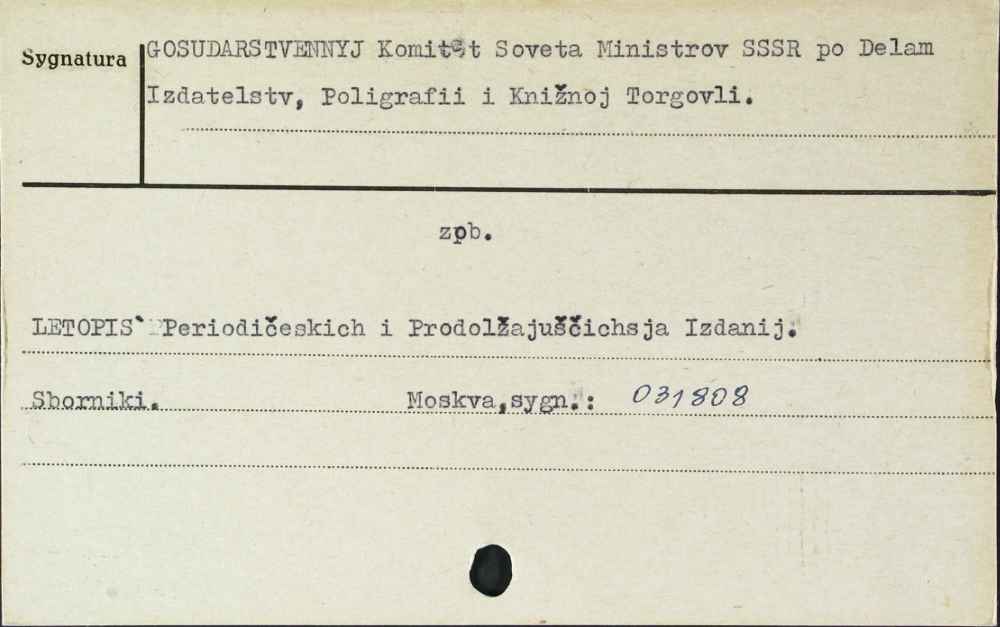 Sygnatura
GOSUDARSTVENNYJ Komitet Soveta Ministrov SSSR po Delam
Izdatelstv, Poligrafii i Knižnoj Torgovli.
zpb.
LETOPIS` Periodičeskich i Prodolžajuščichsja Izdanij.
Sborniki. Moskva,sygn.: 031808